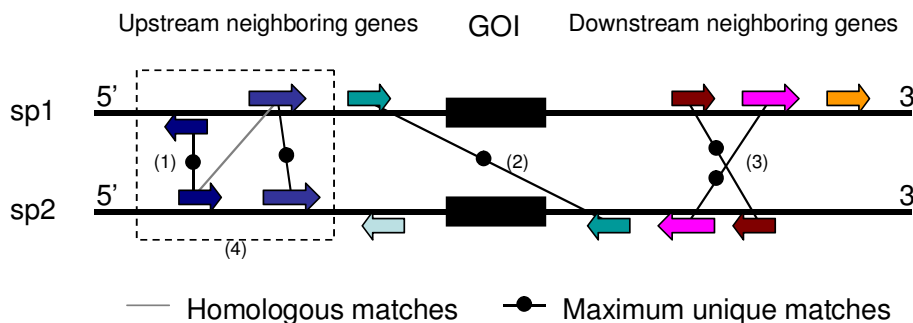 Upstream neighboring genes GOI Downstream neighboring genes
5’ 3
sp1
(1) (2) (3)
5’ 3
sp2
(4)
Homologous matches Maximum unique matches